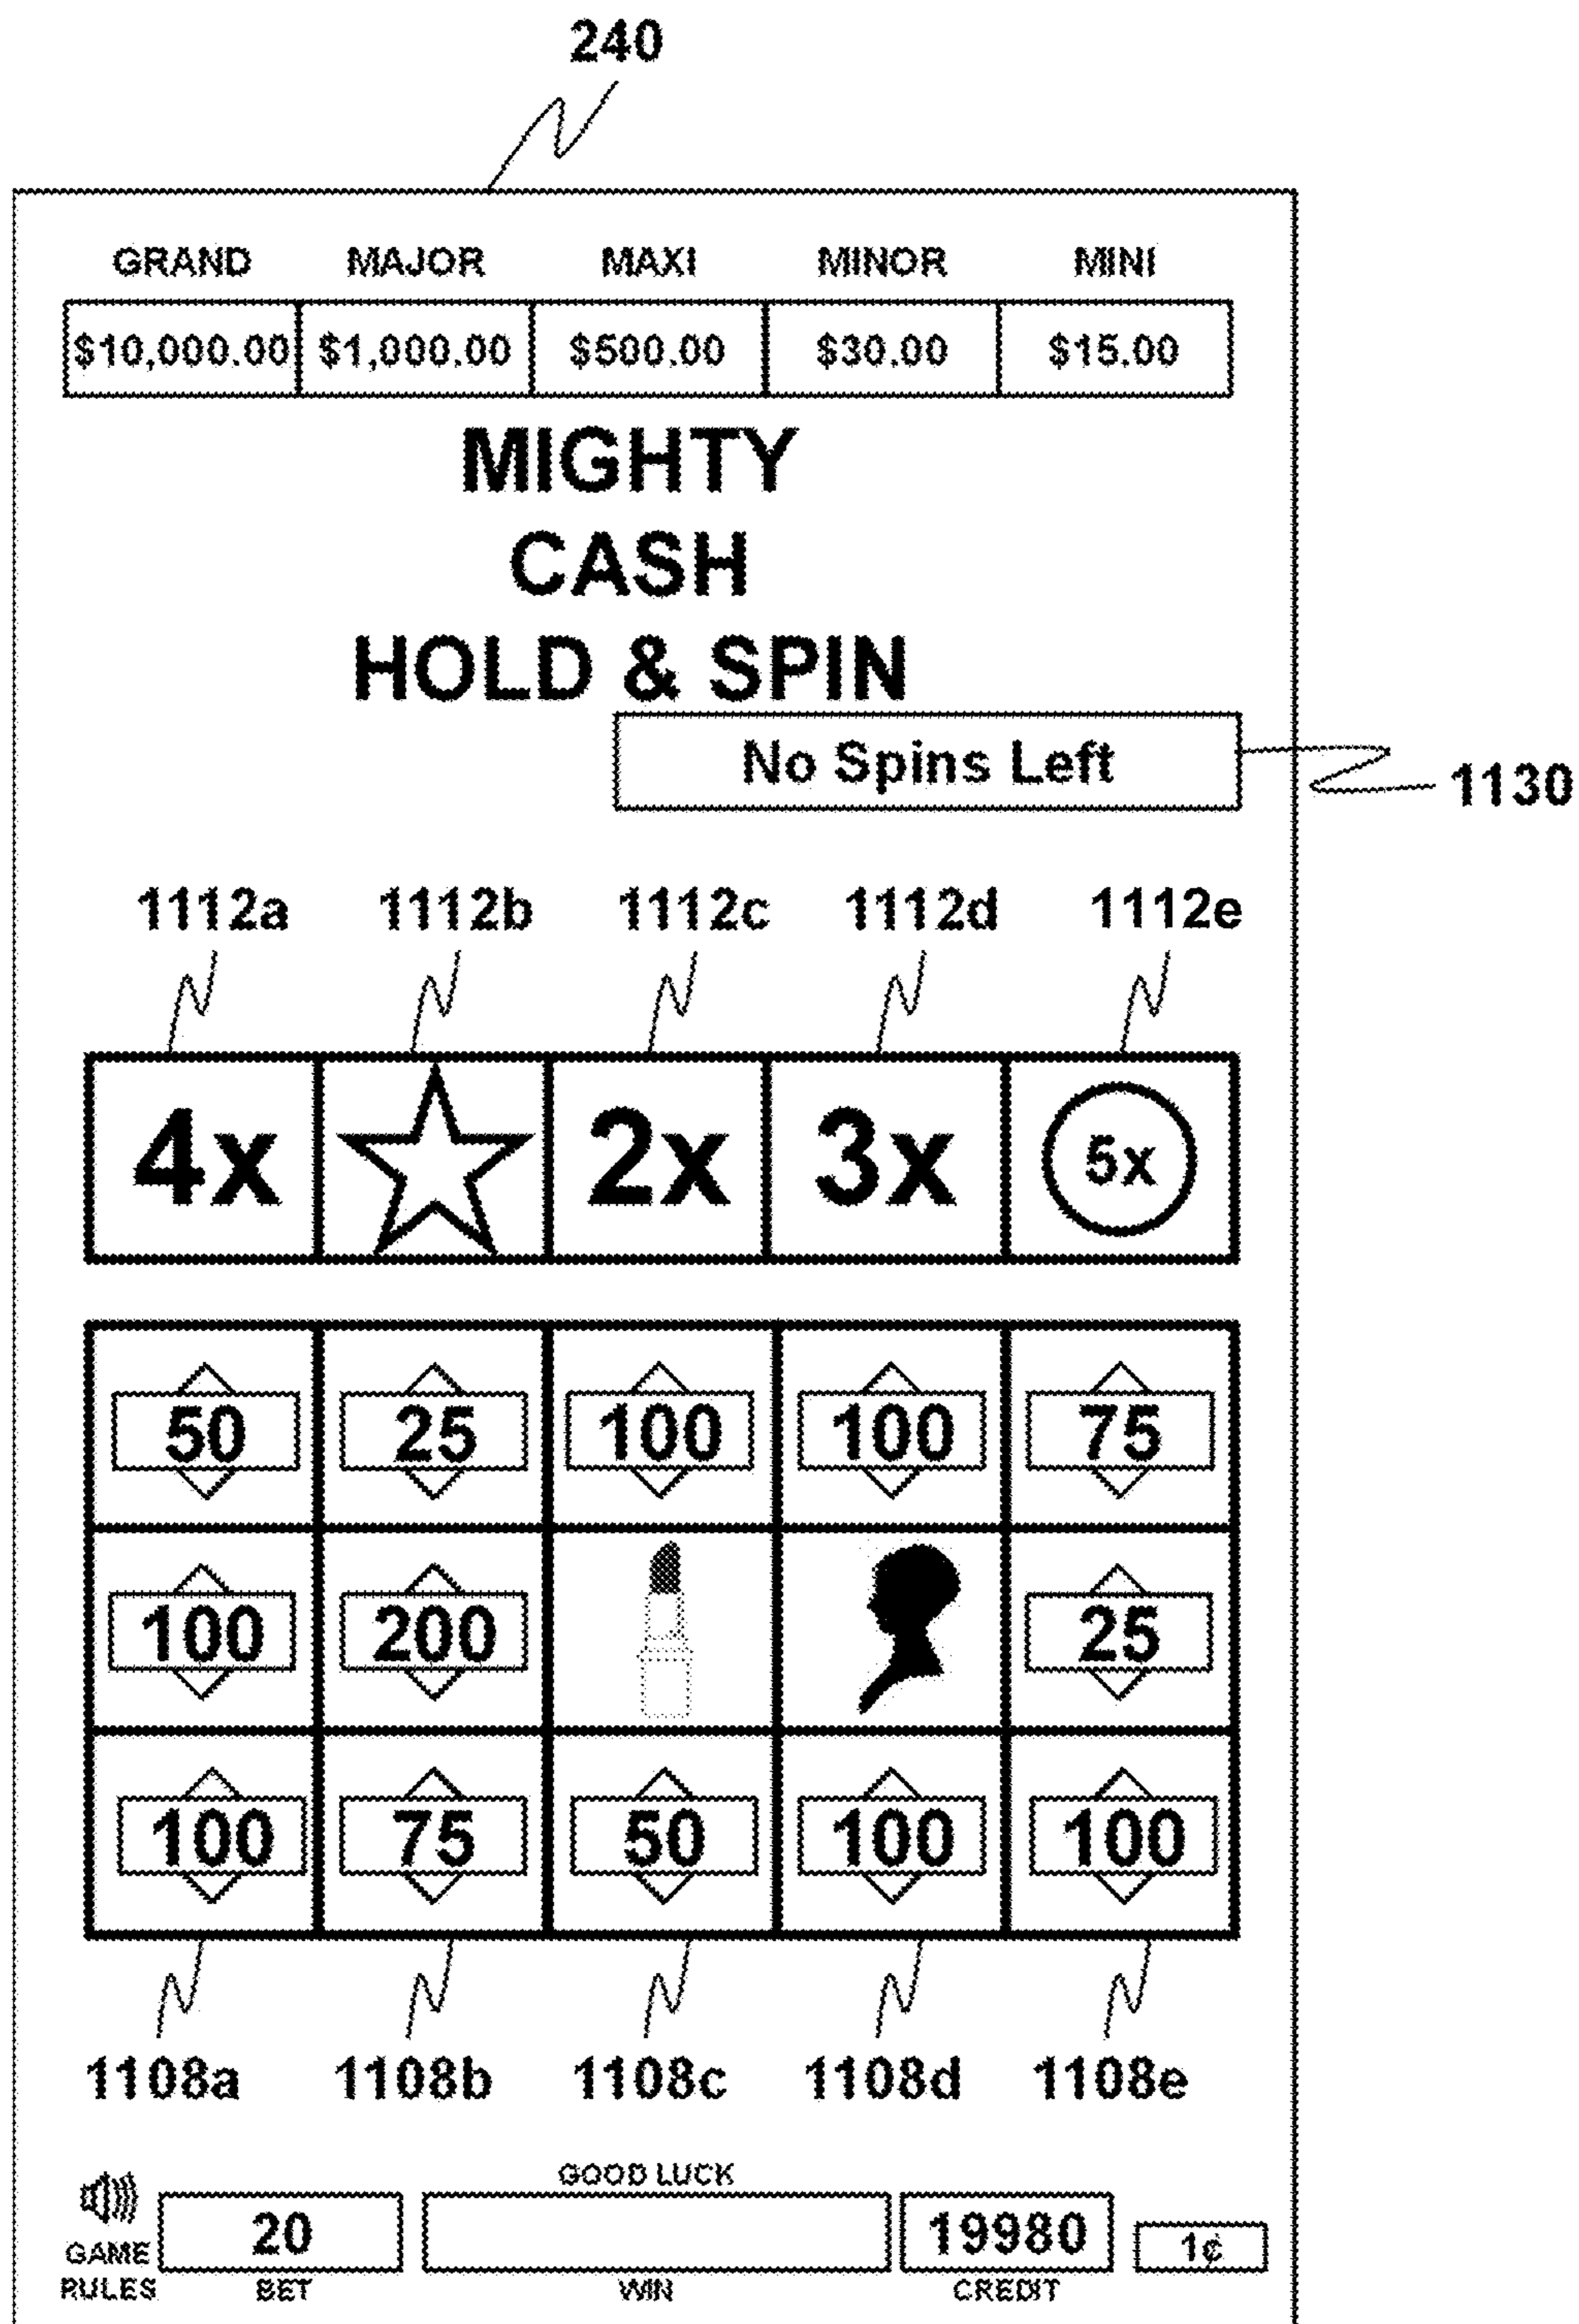 240
GRAND MAJOR MAXI MINOR MINI
$10,000.00 $1,000.00 $500.00 $30.00 $15.00
MIGHTY
CASH
HOLD & SPIN
No Spins Left
1130
1112a 1112b 1112c 1112d 1112e
4x 2x 3x 5x
50 25 100 100 75
100 200 25
100 75 50 100 100
1108a 1108b 1108c 1108d 1108e
GOOD LUCK
20 19980 1¢
GAME
RULES BET WIN CREDIT